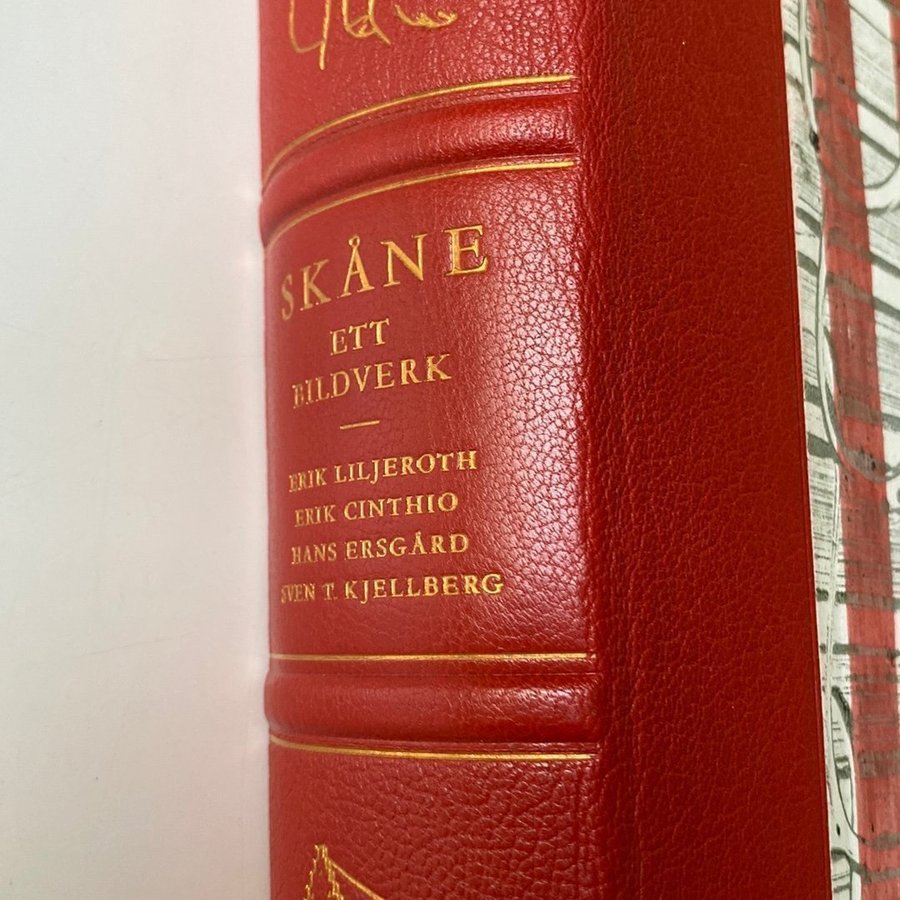 SKÅNE
ETT
BILDVERK
ERIK LILJEROTH
ERIK CINTHIO
HANS ERSGÅRD
SVEN T. KJELLBERG